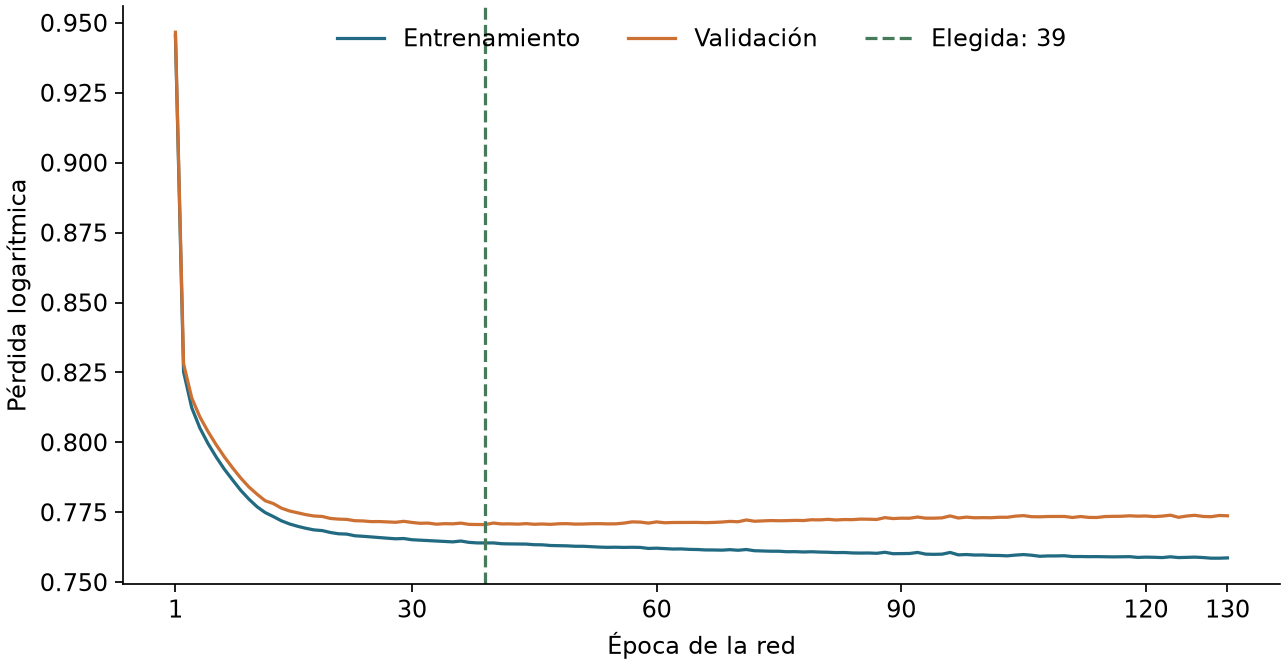 Entrenamiento Validación Elegida: 39
0.950
0.925
0.900
0.875
0.850
0.825
0.800
0.775
0.750
Pérdida logarítmica
1 30 60 90 120 130
Época de la red